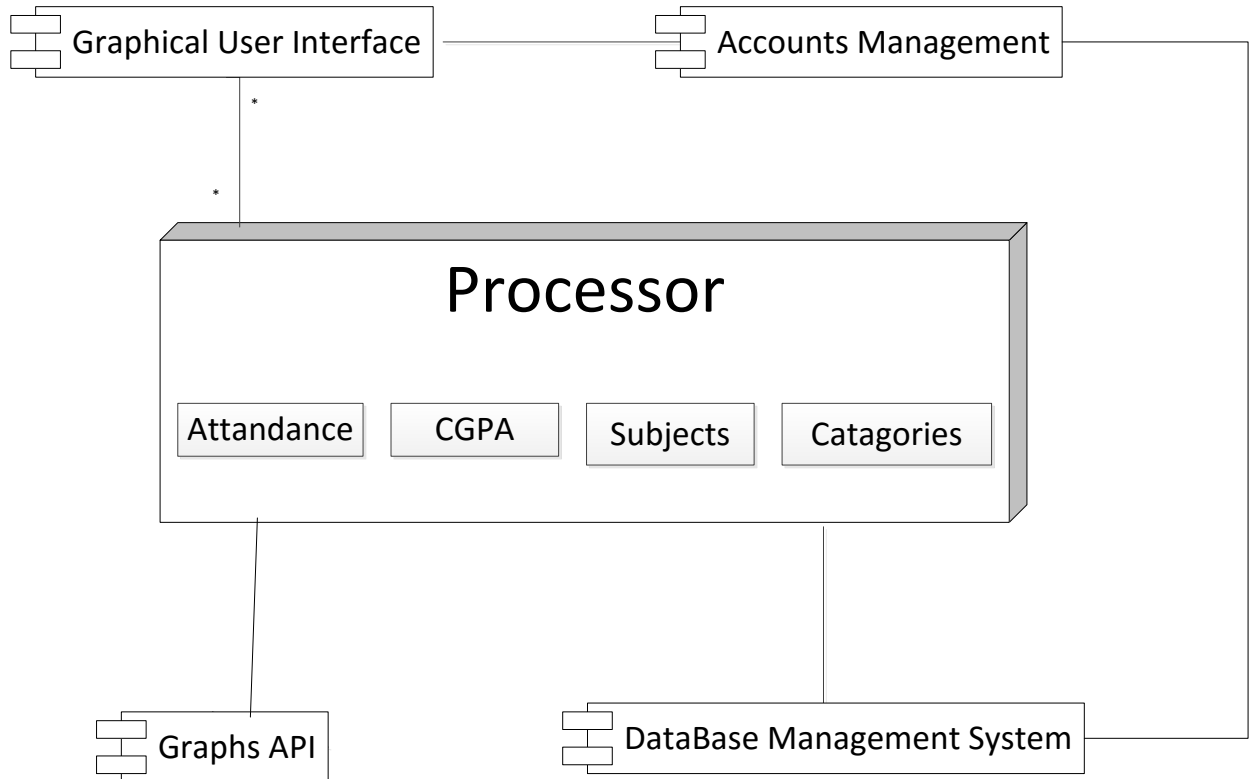 Graphical User Interface
Accounts Management
*
*
Processor
Attandance
CGPA
Subjects
Catagories
Graphs API
DataBase Management System